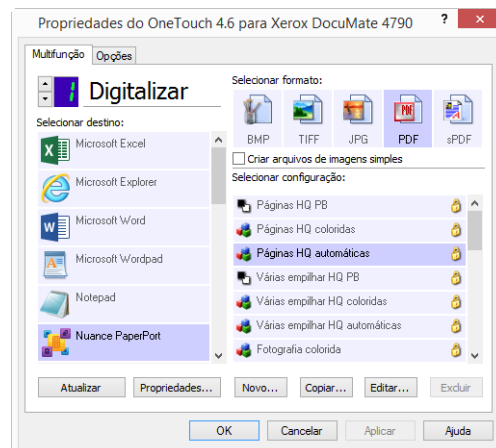 Propriedades do OneTouch 4.6 para Xerox DocuMate 4790
? ×
Multifunção Opções
1 Digitalizar
Selecionar destino:
Microsoft Excel
Microsoft Explorer
Microsoft Word
Microsoft Wordpad
Notepad
Nuance PaperPort
Selecionar formato:
BMP TIFF JPG PDF sPDF
Criar arquivos de imagens simples
Selecionar configuração:
Páginas HQ PB
Páginas HQ coloridas
Páginas HQ automáticas
Várias empilhar HQ PB
Várias empilhar HQ coloridas
Várias empilhar HQ automáticas
Fotografia colorida
Atualizar Propriedades... Novo... Copiar... Editar... Excluir
OK Cancelar Aplicar Ajuda